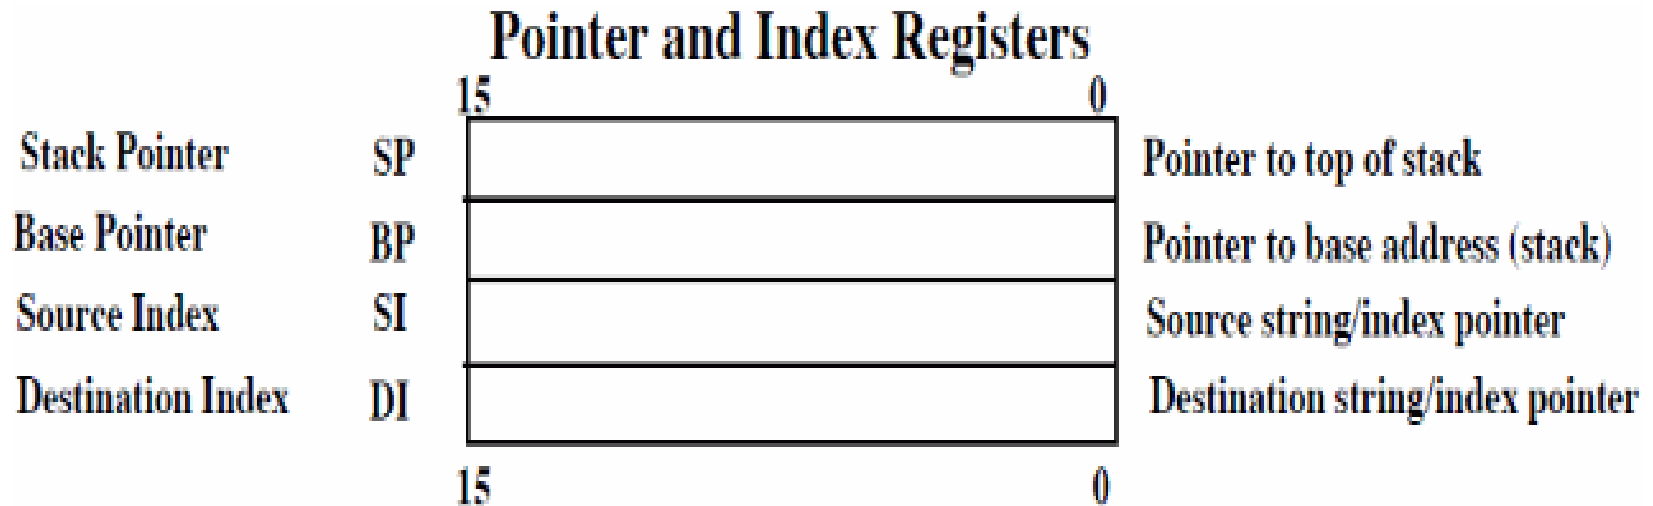 Pointer and Index Registers
15 0
Stack Pointer SP Pointer to top of stack
Base Pointer BP Pointer to base address (stack)
Source Index SI Source string/index pointer
Destination Index DI Destination string/index pointer
15 0